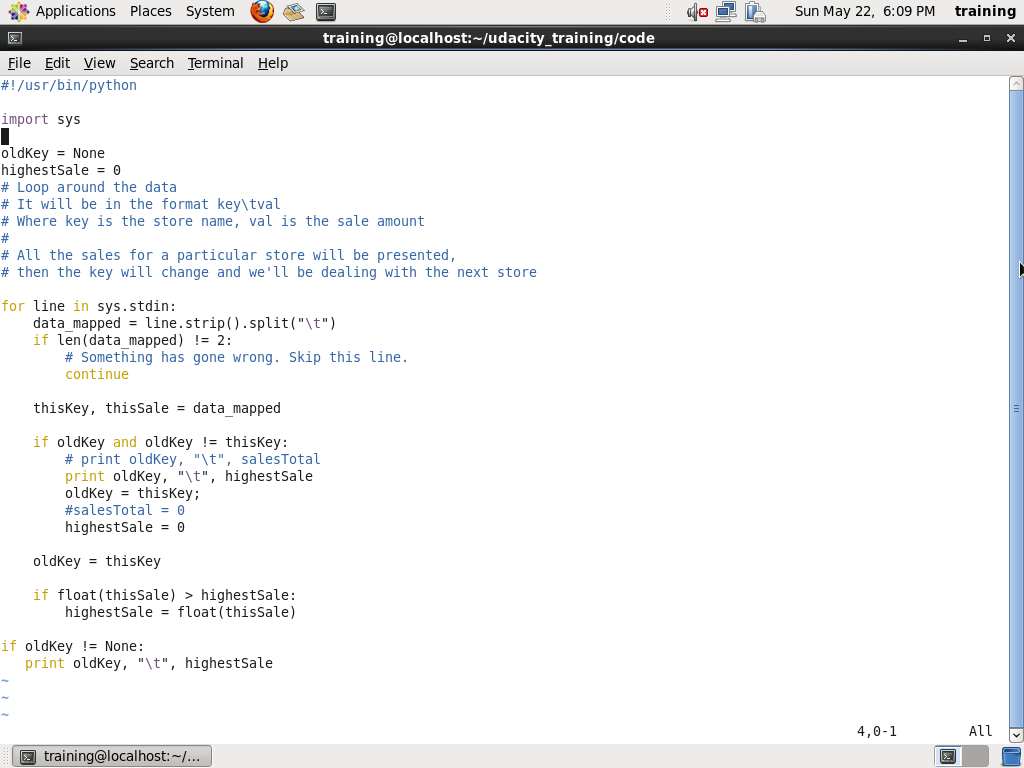 Applications Places System Sun May 22, 6:09 PM training
training@localhost:~/udacity_training/code
File Edit View Search Terminal Help
#!/usr/bin/python
import sys
oldKey = None
highestSale = 0
# Loop around the data
# It will be in the format key\tval
# Where key is the store name, val is the sale amount
#
# All the sales for a particular store will be presented,
# then the key will change and we'll be dealing with the next store
for line in sys.stdin:
    data_mapped = line.strip().split("\t")
    if len(data_mapped) != 2:
        # Something has gone wrong. Skip this line.
        continue
    thisKey, thisSale = data_mapped
    if oldKey and oldKey != thisKey:
        # print oldKey, "\t", salesTotal
        print oldKey, "\t", highestSale
        oldKey = thisKey;
        #salesTotal = 0
        highestSale = 0
    oldKey = thisKey
    if float(thisSale) > highestSale:
        highestSale = float(thisSale)
if oldKey != None:
   print oldKey, "\t", highestSale
~
~
~
4,0-1 All
training@localhost:~/...